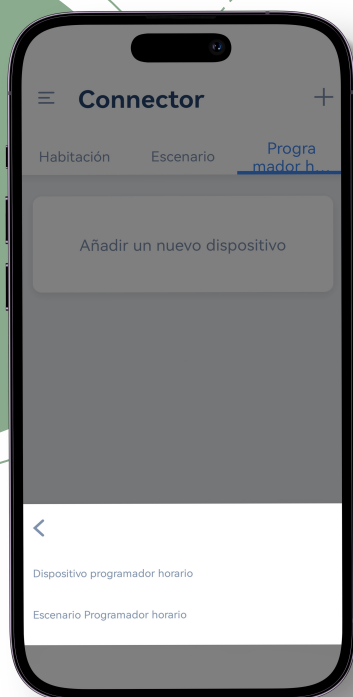 Connector
Habitación
Escenario
Progra
mador h...
Añadir un nuevo dispositivo
Dispositivo programador horario
Escenario Programador horario